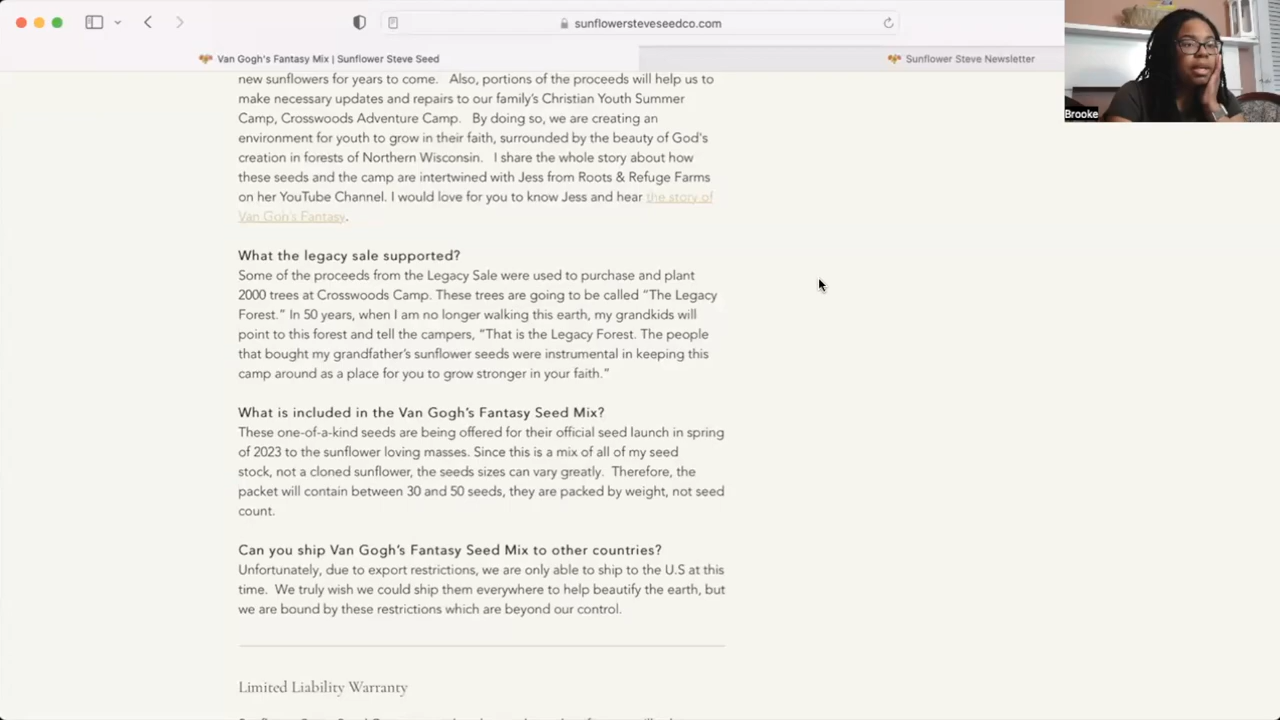 sunflowersteveseedco.com
Van Gogh's Fantasy Mix | Sunflower Steve Seed
Sunflower Steve Newsletter
Brooke
new sunflowers for years to come. Also, portions of the proceeds will help us to
make necessary updates and repairs to our family's Christian Youth Summer
Camp, Crosswoods Adventure Camp. By doing so, we are creating an
environment for youth to grow in their faith, surrounded by the beauty of God's
creation in forests of Northern Wisconsin. I share the whole story about how
these seeds and the camp are intertwined with Jess from Roots & Refuge Farms
on her YouTube Channel. I would love for you to know Jess and hear the story of
Van Goh's Fantasy.
What the legacy sale supported?
Some of the proceeds from the Legacy Sale were used to purchase and plant
2000 trees at Crosswoods Camp. These trees are going to be called “The Legacy
Forest.” In 50 years, when I am no longer walking this earth, my grandkids will
point to this forest and tell the campers, “That is the Legacy Forest. The people
that bought my grandfather's sunflower seeds were instrumental in keeping this
camp around as a place for you to grow stronger in your faith.”
What is included in the Van Gogh's Fantasy Seed Mix?
These one-of-a-kind seeds are being offered for their official seed launch in spring
of 2023 to the sunflower loving masses. Since this is a mix of all of my seed
stock, not a cloned sunflower, the seeds sizes can vary greatly. Therefore, the
packet will contain between 30 and 50 seeds, they are packed by weight, not seed
count.
Can you ship Van Gogh's Fantasy Seed Mix to other countries?
Unfortunately, due to export restrictions, we are only able to ship to the U.S at this
time. We truly wish we could ship them everywhere to help beautify the earth, but
we are bound by these restrictions which are beyond our control.
Limited Liability Warranty